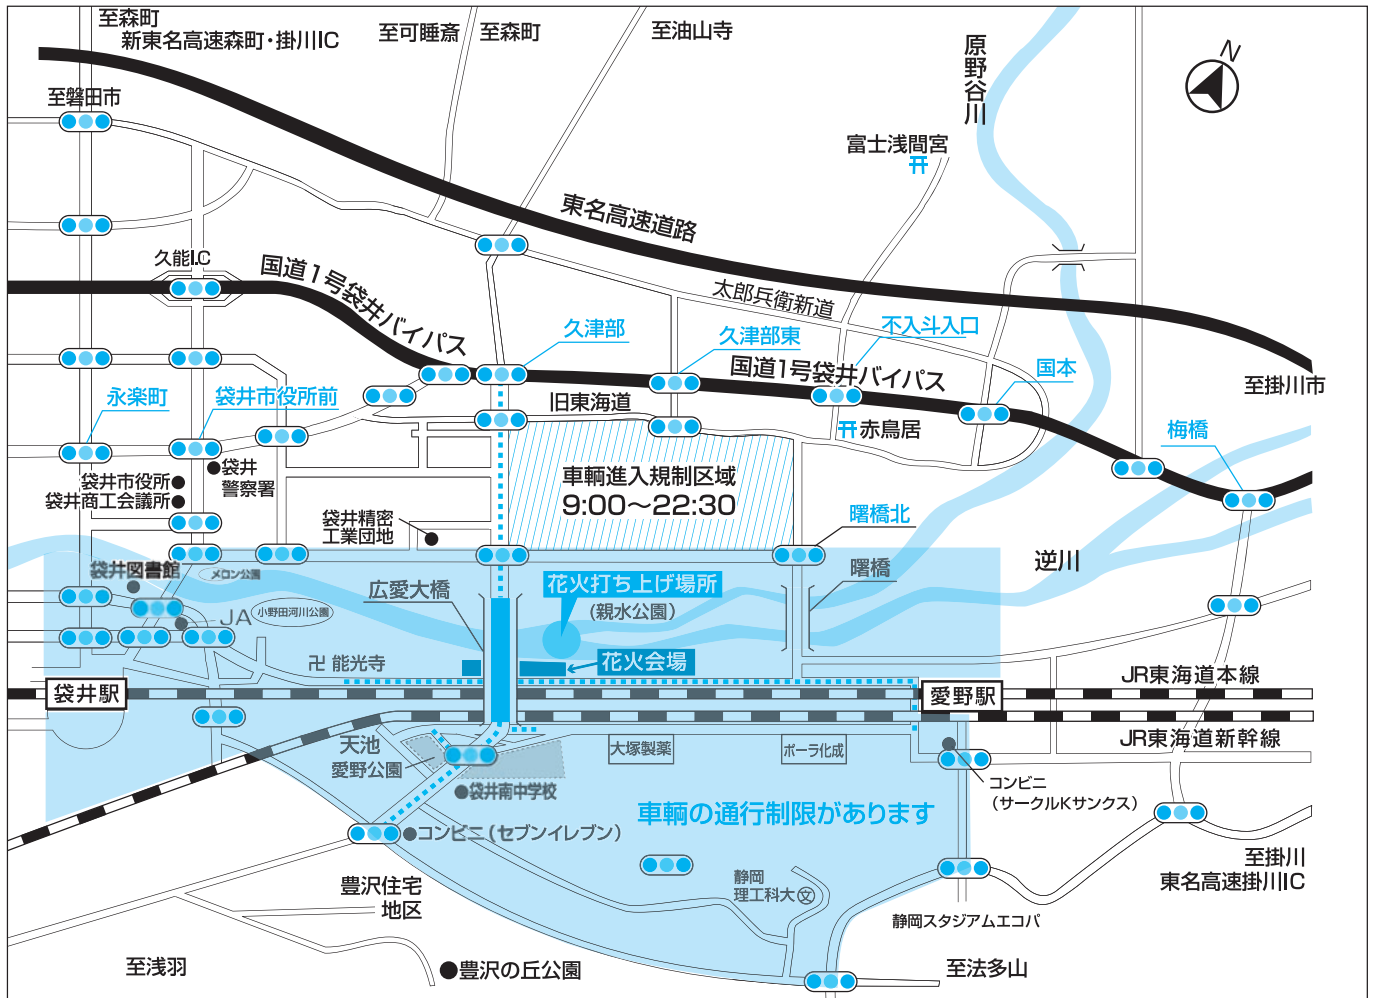 至森町
新東名高速森町・掛川IC
至可睡斎
至森町
至油山寺
原野谷川
N
至磐田市
富士浅間宮
東名高速道路
久能I.C
国道1号袋井バイパス
太郎兵衛新道
久津部
久津部東
不入斗入口
国道1号袋井バイパス
国本
至掛川市
永楽町
袋井市役所前
旧東海道
赤鳥居
梅橋
袋井市役所
袋井商工会議所
袋井
警察署
車輌進入規制区域
9:00〜22:30
袋井精密
工業団地
曙橋北
逆川
袋井図書館
メロン公園
広愛大橋
花火打ち上げ場所
(親水公園)
曙橋
JA
小野田河川公園
卍 能光寺
花火会場
JR東海道本線
袋井駅
愛野駅
JR東海道新幹線
天池
愛野公園
大塚製薬
ポーラ化成
袋井南中学校
コンビニ
(サークルKサンクス)
車輌の通行制限があります
コンビニ(セブンイレブン)
至掛川
東名高速掛川IC
豊沢住宅
地区
静岡
理工科大
文
静岡スタジアムエコパ
至浅羽
豊沢の丘公園
至法多山